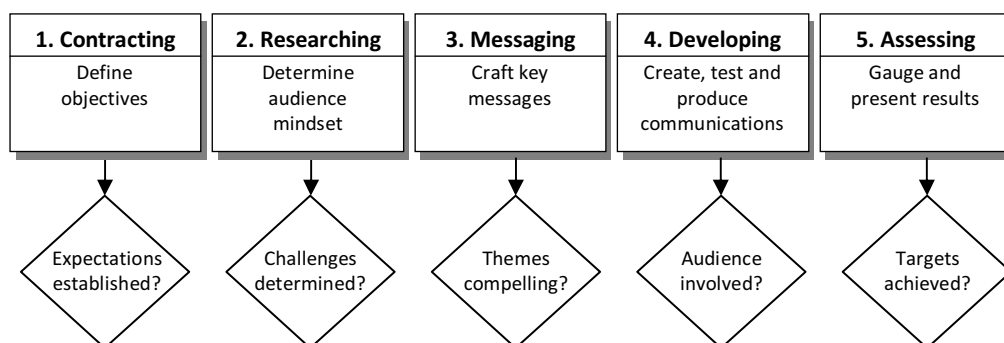 1. Contracting
Define
objectives
2. Researching
Determine
audience
mindset
3. Messaging
Craft key
messages
4. Developing
Create, test and
produce
communications
5. Assessing
Gauge and
present results
Expectations
established?
Challenges
determined?
Themes
compelling?
Audience
involved?
Targets
achieved?